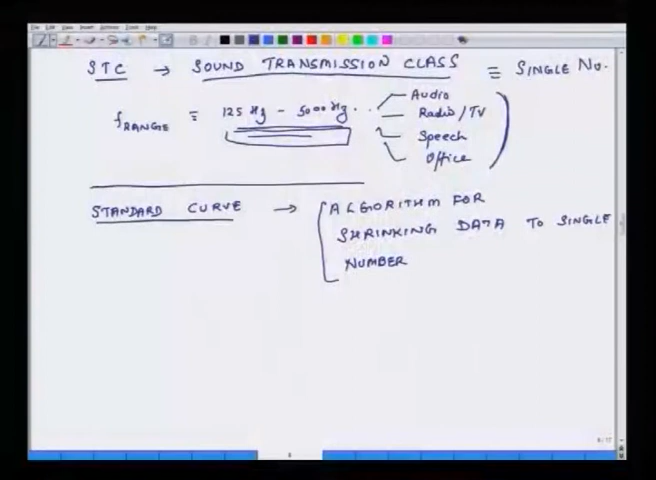 STC → SOUND TRANSMISSION CLASS ≡ SINGLE NO.
fRANGE ≡ 125 Hz - 5000 Hz ..
Audio
Radio/TV
Speech
Office
STANDARD CURVE → ALGORITHM FOR
SHRINKING DATA TO SINGLE
NUMBER